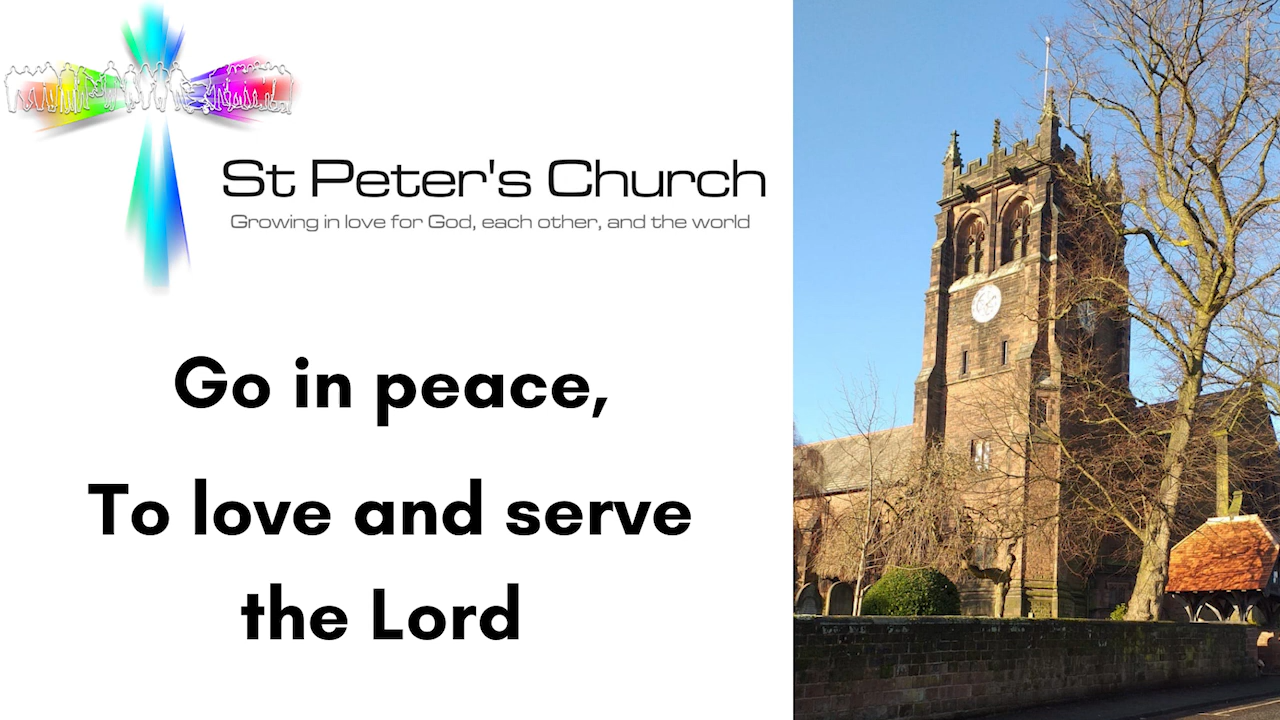 St Peter's Church
Growing in love for God, each other, and the world
Go in peace,
To love and serve
the Lord